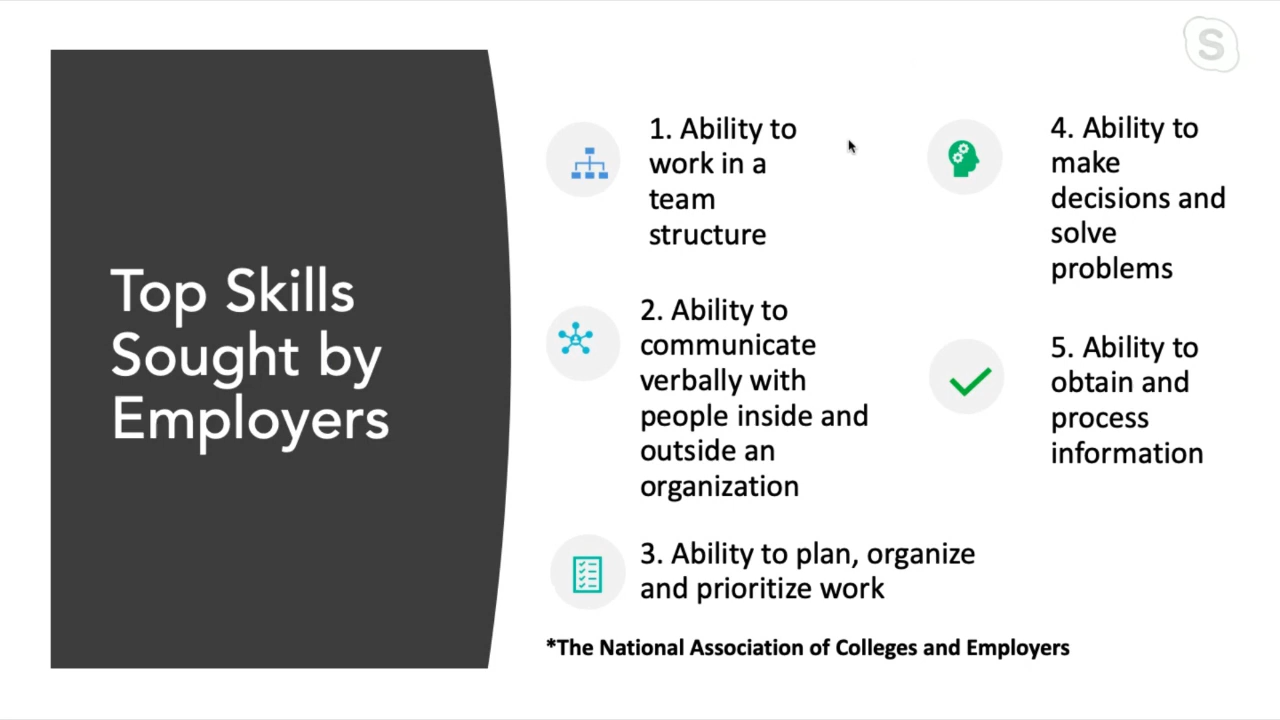 Top Skills
Sought by
Employers
1. Ability to
work in a
team
structure
2. Ability to
communicate
verbally with
people inside and
outside an
organization
3. Ability to plan, organize
and prioritize work
4. Ability to
make
decisions and
solve
problems
5. Ability to
obtain and
process
information
*The National Association of Colleges and Employers
S